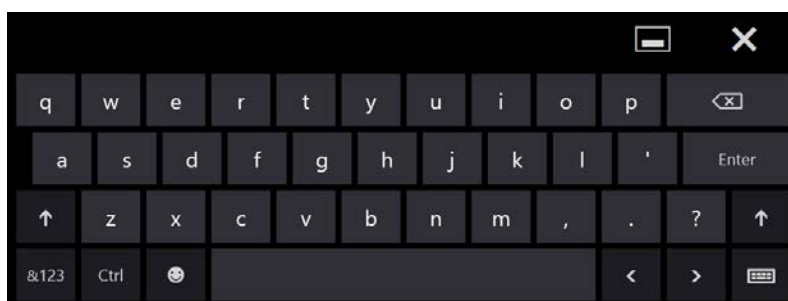 q w e r t y u i o p
a s d f g h j k l ' Enter
z x c v b n m , . ?
&123 Ctrl < >